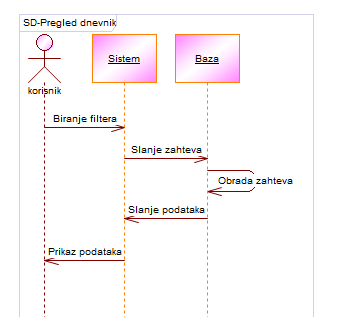 SD-Pregled dnevnik
Sistem
Baza
korisnik
Biranje filtera
Slanje zahteva
Obrada zahteva
Slanje podataka
Prikaz podataka